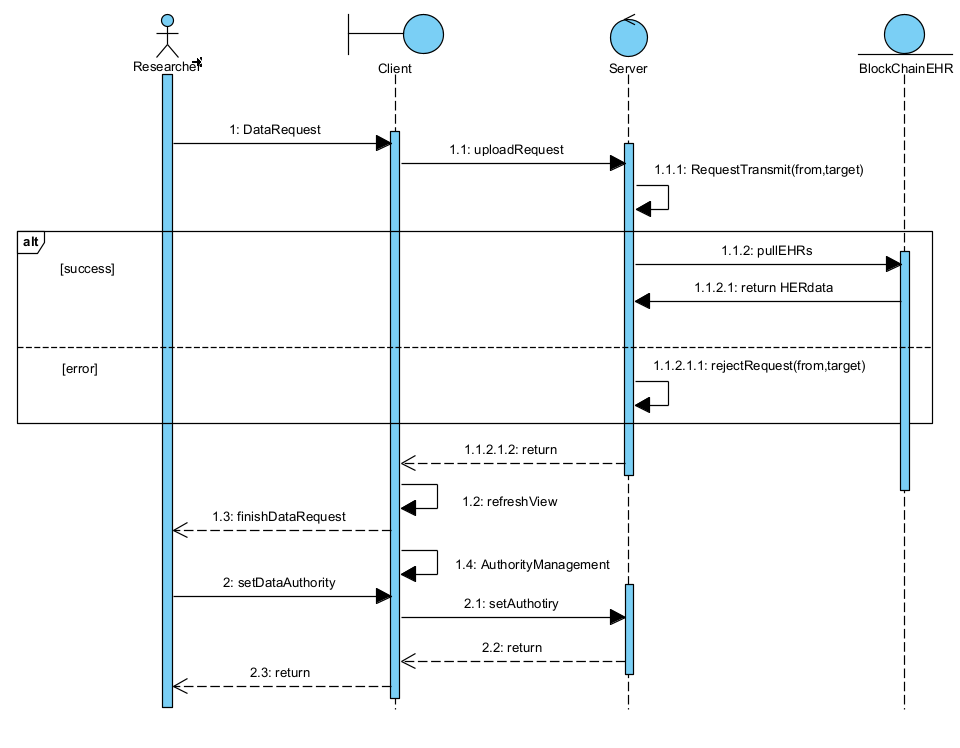 Researcher
Client
Server
BlockChainEHR
1: DataRequest
1.1: uploadRequest
1.1.1: RequestTransmit(from,target)
alt
[success]
1.1.2: pullEHRs
1.1.2.1: return HERdata
[error]
1.1.2.1.1: rejectRequest(from,target)
1.1.2.1.2: return
1.2: refreshView
1.3: finishDataRequest
1.4: AuthorityManagement
2: setDataAuthority
2.1: setAuthotiry
2.2: return
2.3: return